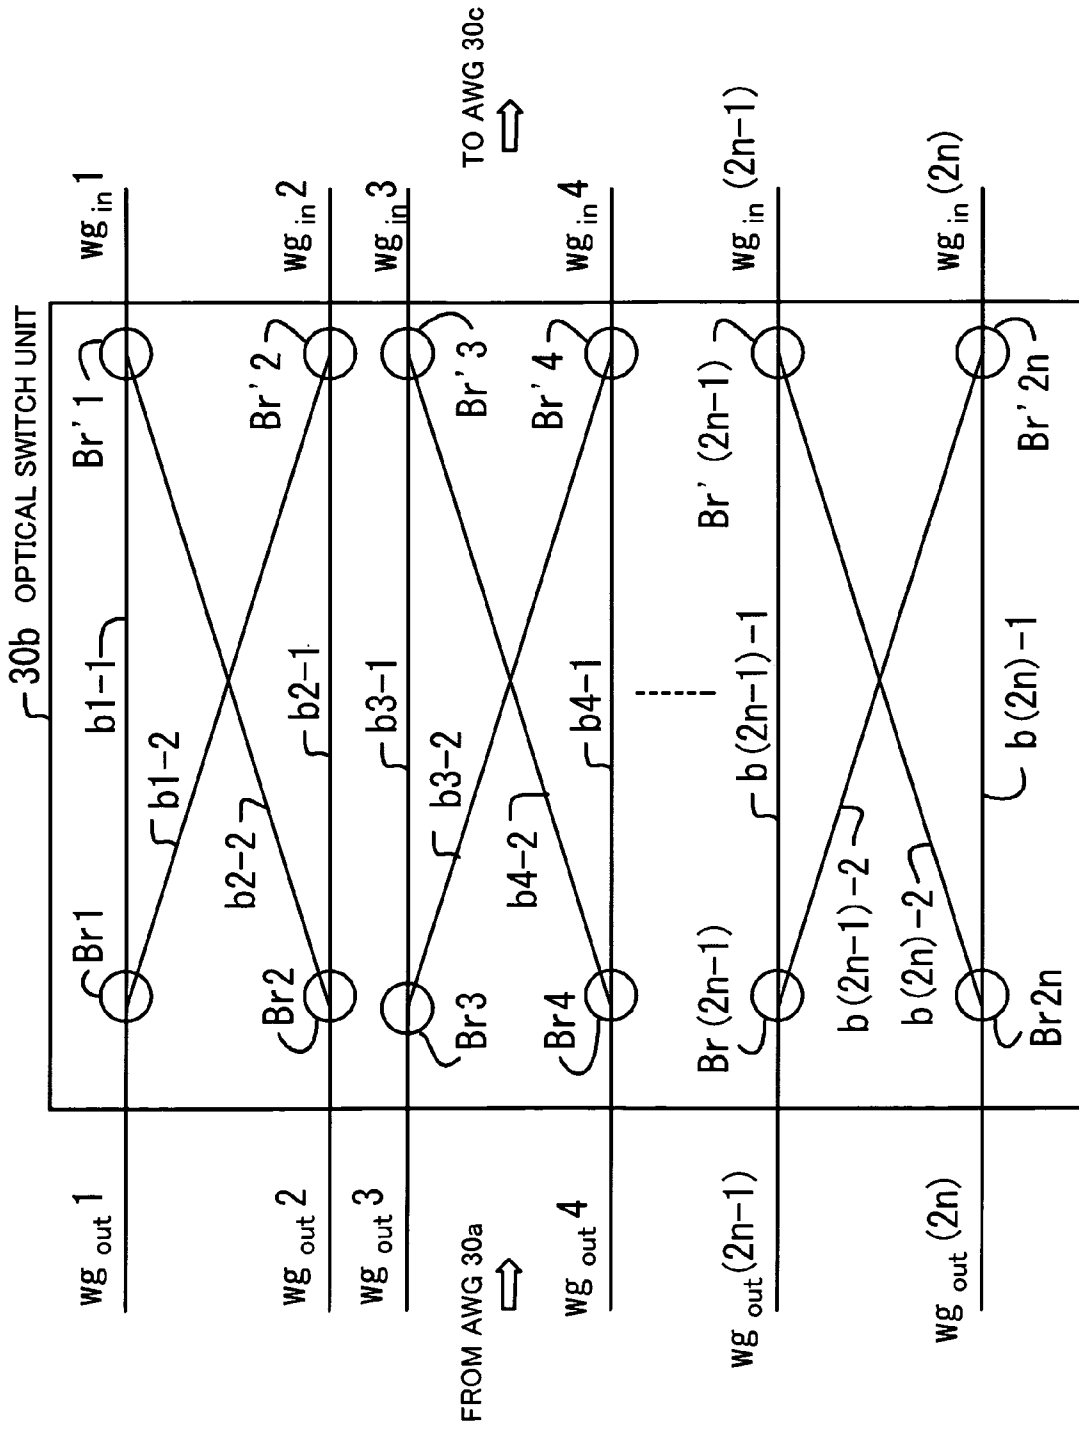 30b OPTICAL SWITCH UNIT
wg out 1
Br1
b1-1
Br'1
wg in 1
b1-2
b2-2
wg out 2
Br2
b2-1
Br'2
wg in 2
wg out 3
b3-1
wg in 3
Br3
b3-2
Br'3
FROM AWG 30a
TO AWG 30c
b4-2
wg out 4
Br4
b4-1
Br'4
wg in 4
wg out (2n-1)
Br(2n-1)
b(2n-1)-1
Br'(2n-1)
wg in (2n-1)
b(2n-1)-2
b(2n)-2
wg out (2n)
Br2n
b(2n)-1
Br'2n
wg in (2n)